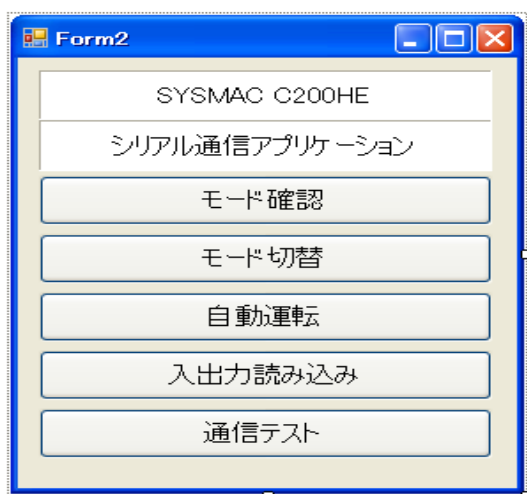 Form2
SYSMAC C200HE
シリアル通信アプリケーション
モード確認
モード切替
自動運転
入出力読み込み
通信テスト